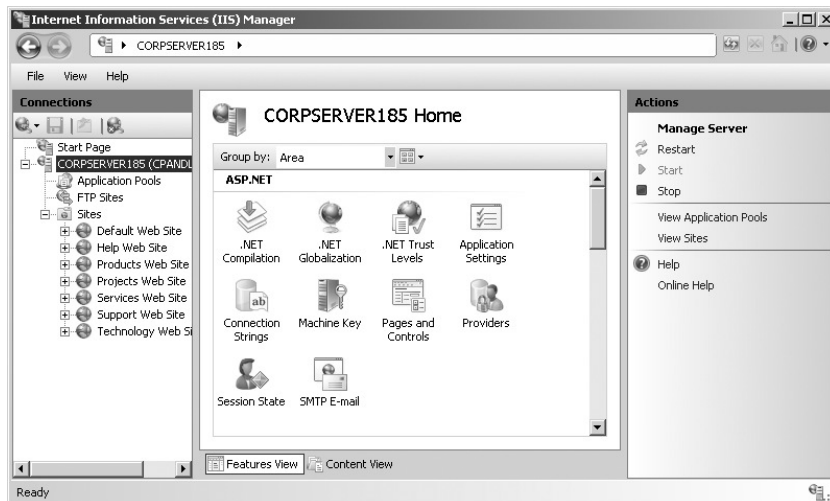 Internet Information Services (IIS) Manager
CORPSERVER185
File View Help
Connections
Start Page
CORPSERVER185 (CPANDL
Application Pools
FTP Sites
Sites
Default Web Site
Help Web Site
Products Web Site
Projects Web Site
Services Web Site
Support Web Site
Technology Web Si
CORPSERVER185 Home
Group by: Area
ASP.NET
.NET Compilation
.NET Globalization
.NET Trust Levels
Application Settings
ab
Connection Strings
Machine Key
Pages and Controls
Providers
Session State
SMTP E-mail
Features View
Content View
Actions
Manage Server
Restart
Start
Stop
View Application Pools
View Sites
Help
Online Help
Ready